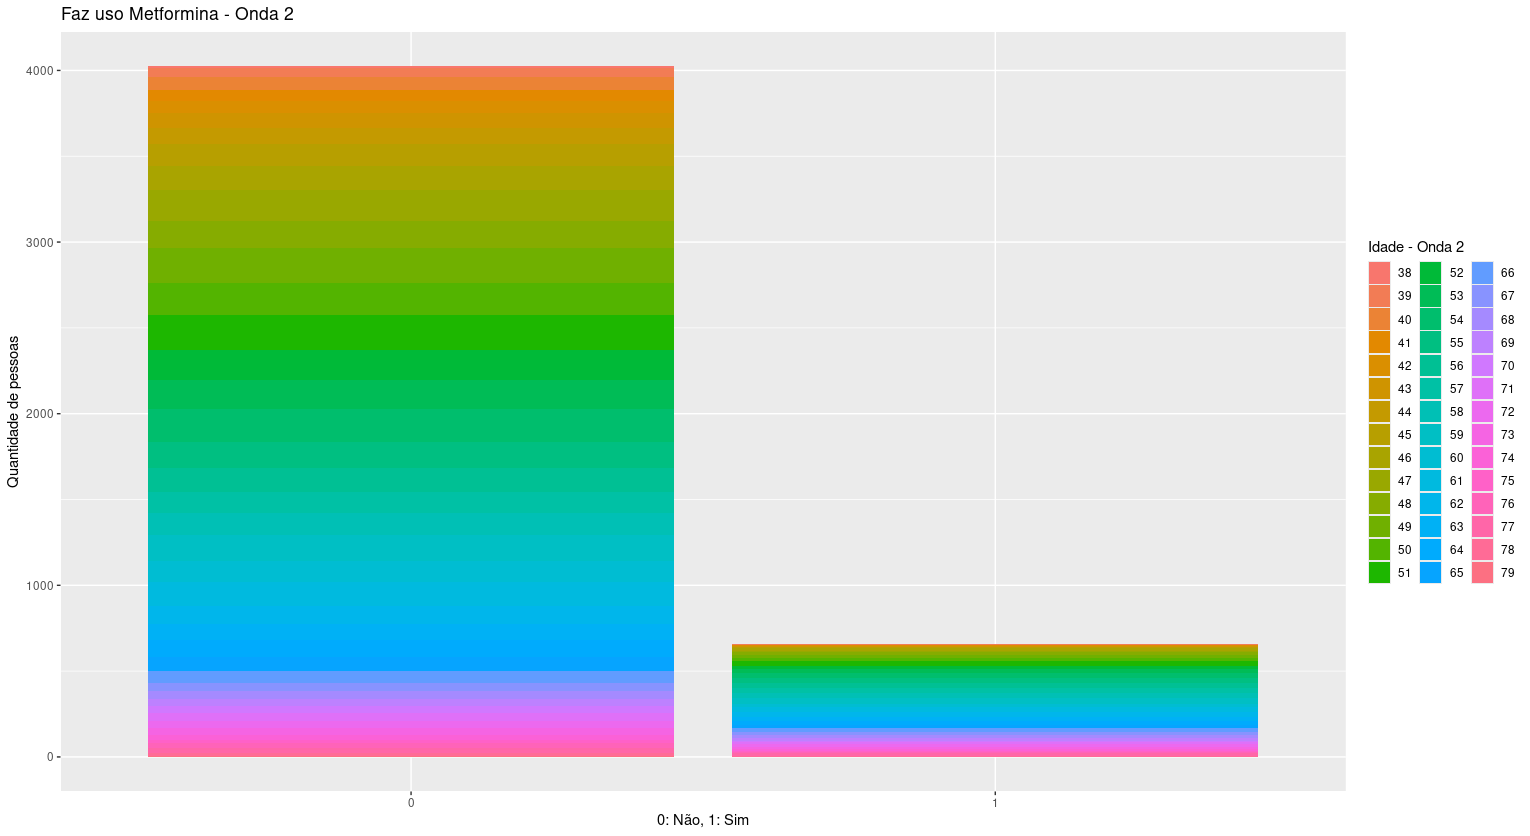 Faz uso Metformina - Onda 2
Quantidade de pessoas
4000
3000
2000
1000
0
0
1
0: Não, 1: Sim
Idade - Onda 2
38 52 66
39 53 67
40 54 68
41 55 69
42 56 70
43 57 71
44 58 72
45 59 73
46 60 74
47 61 75
48 62 76
49 63 77
50 64 78
51 65 79